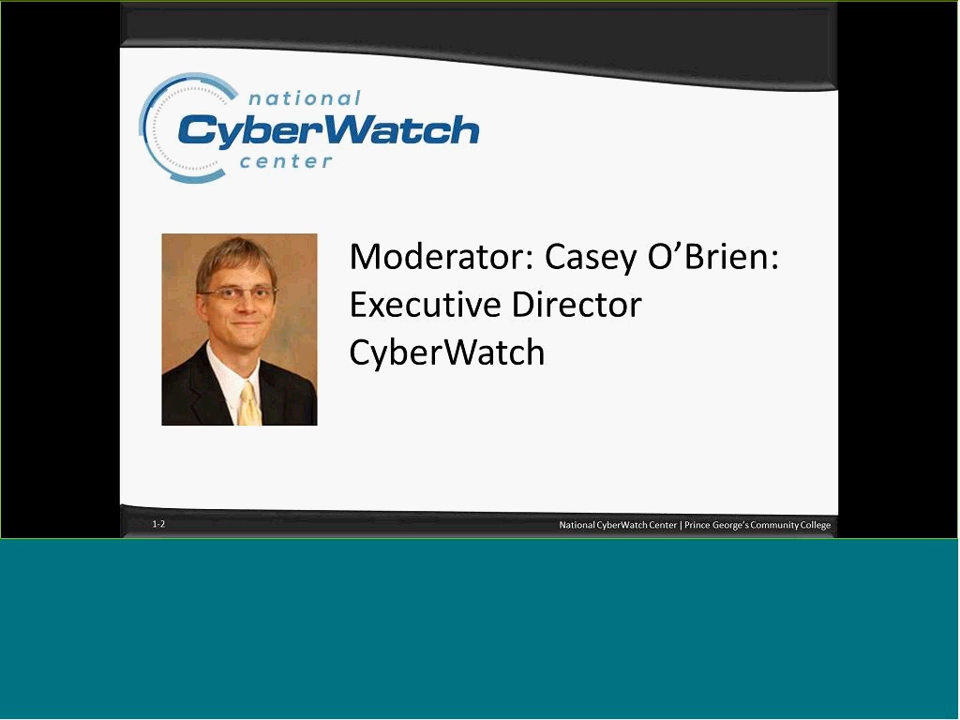 national
CyberWatch
center
Moderator: Casey O’Brien:
Executive Director
CyberWatch
1-2
National CyberWatch Center | Prince George’s Community College